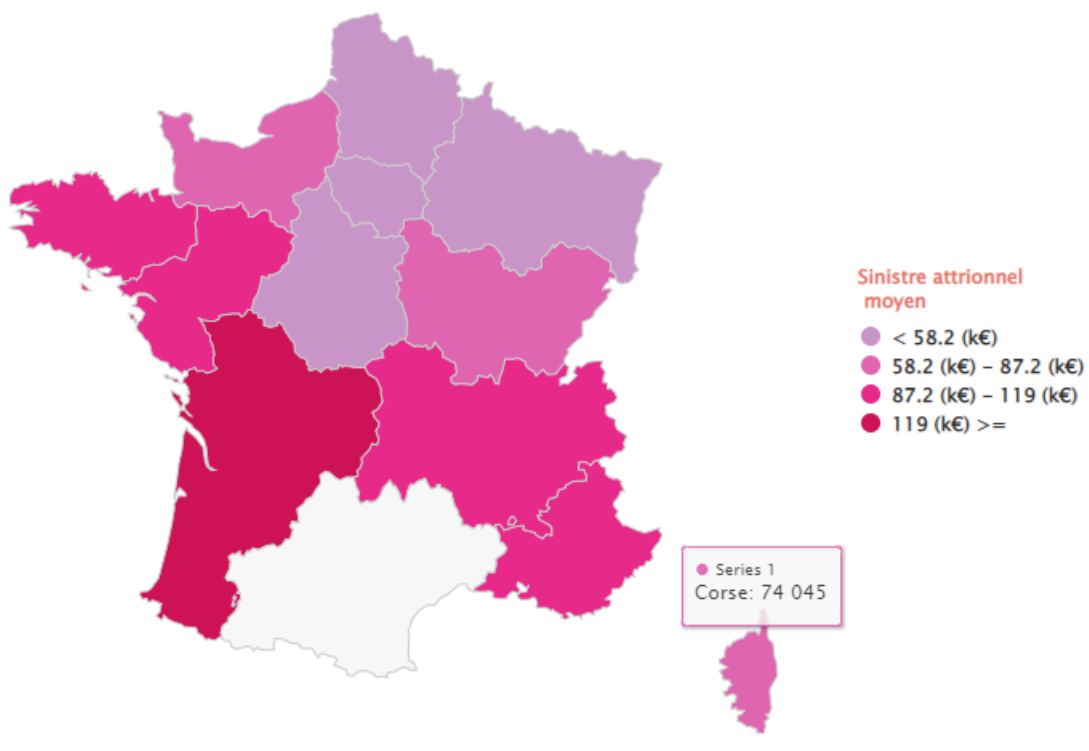 Sinistre attrionnel
moyen
< 58.2 (k€)
58.2 (k€) – 87.2 (k€)
87.2 (k€) – 119 (k€)
119 (k€) >=
Series 1
Corse: 74 045